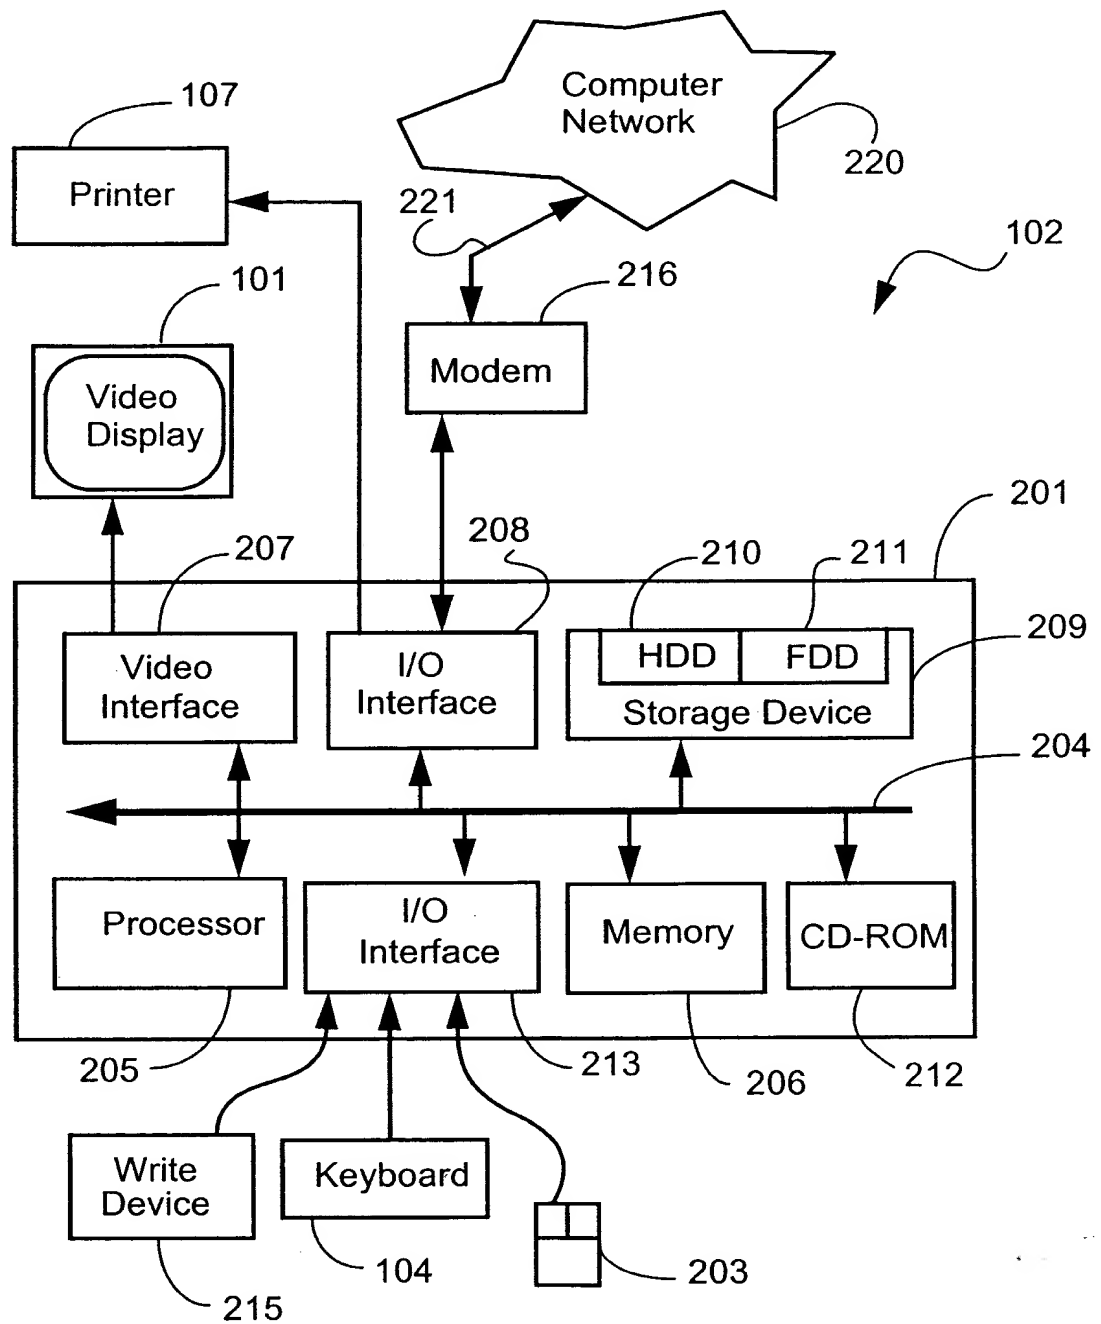 Computer
Network
107
220
Printer
221
102
101
216
Modem
Video
Display
201
207
208
210
211
209
Video
Interface
I/O
Interface
HDD
FDD
Storage Device
204
Processor
I/O
Interface
Memory
CD-ROM
205
213
206
212
Write
Device
Keyboard
104
203
215